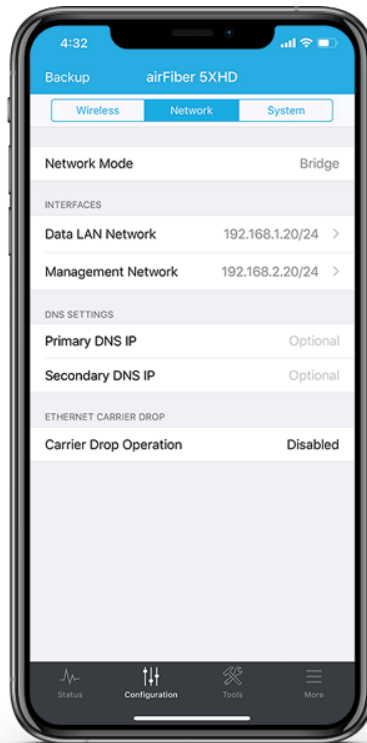 4:32
Backup airFiber 5XHD
Wireless Network System
Network Mode Bridge
INTERFACES
Data LAN Network 192.168.1.20/24
Management Network 192.168.2.20/24
DNS SETTINGS
Primary DNS IP Optional
Secondary DNS IP Optional
ETHERNET CARRIER DROP
Carrier Drop Operation Disabled
Status Configuration Tools More